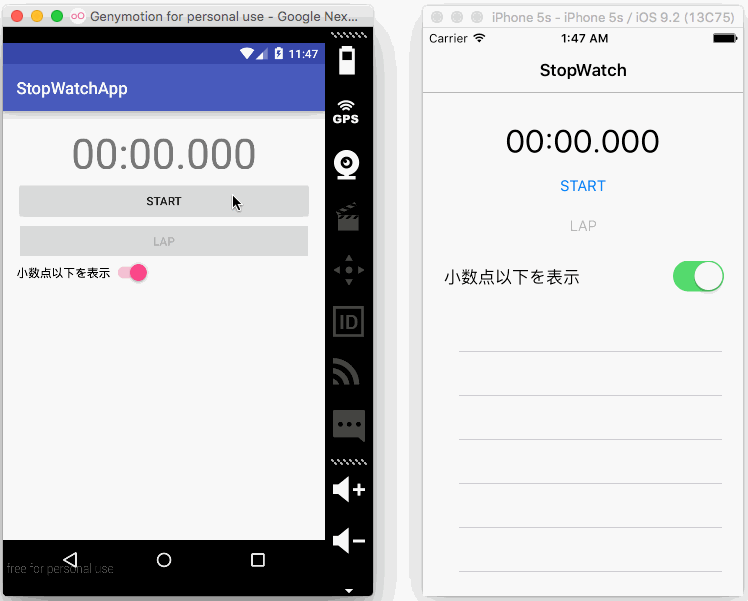 Genymotion for personal use - Google Nex...
11:47
StopWatchApp
00:00.000
START
LAP
小数点以下を表示
GPS
ID
free for personal use
iPhone 5s - iPhone 5s / iOS 9.2 (13C75)
Carrier 1:47 AM
StopWatch
00:00.000
START
LAP
小数点以下を表示